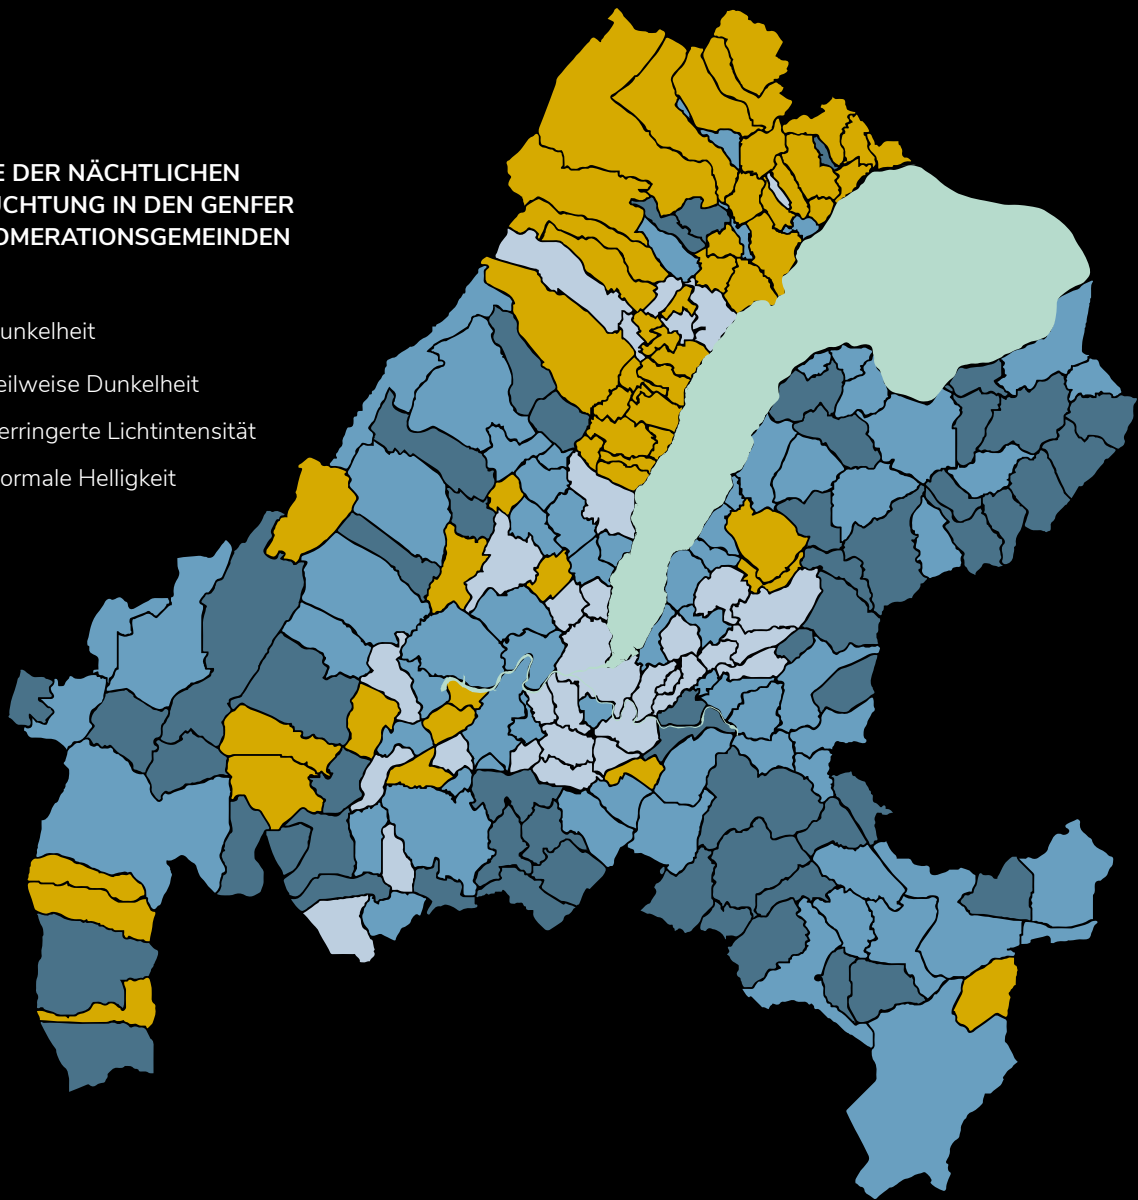 E DER NÄCHTLICHEN
UCHTUNG IN DEN GENFER
OMERATIONSGEMEINDEN
unkelheit
eilweise Dunkelheit
erringerte Lichtintensität
ormale Helligkeit